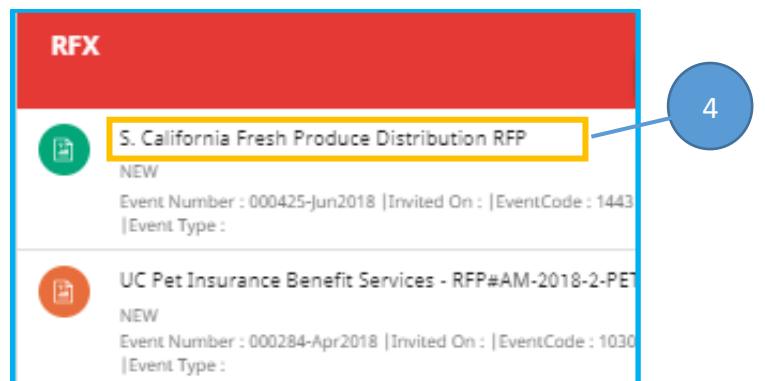 RFX
4
S. California Fresh Produce Distribution RFP
NEW
Event Number : 000425-Jun2018 |Invited On : |EventCode : 1443
|Event Type :
UC Pet Insurance Benefit Services - RFP#AM-2018-2-PET
NEW
Event Number : 000284-Apr2018 |Invited On : |EventCode : 1030
|Event Type :